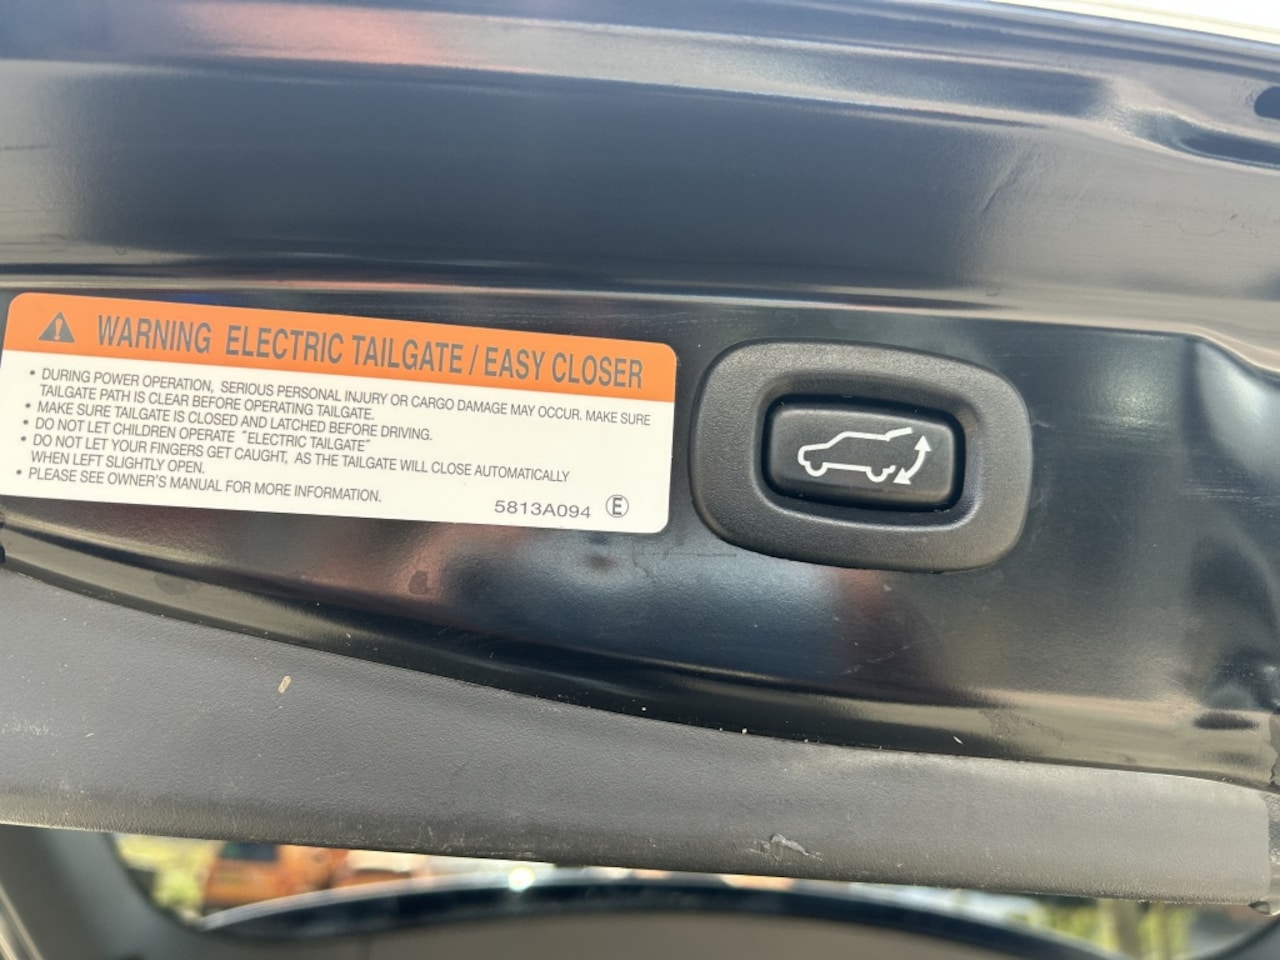 WARNING ELECTRIC TAILGATE / EASY CLOSER
• DURING POWER OPERATION, SERIOUS PERSONAL INJURY OR CARGO DAMAGE MAY OCCUR. MAKE SURE
TAILGATE PATH IS CLEAR BEFORE OPERATING TAILGATE.
• MAKE SURE TAILGATE IS CLOSED AND LATCHED BEFORE DRIVING.
• DO NOT LET CHILDREN OPERATE "ELECTRIC TAILGATE"
• DO NOT LET YOUR FINGERS GET CAUGHT, AS THE TAILGATE WILL CLOSE AUTOMATICALLY
WHEN LEFT SLIGHTLY OPEN.
• PLEASE SEE OWNER'S MANUAL FOR MORE INFORMATION.
5813A094 Ⓔ